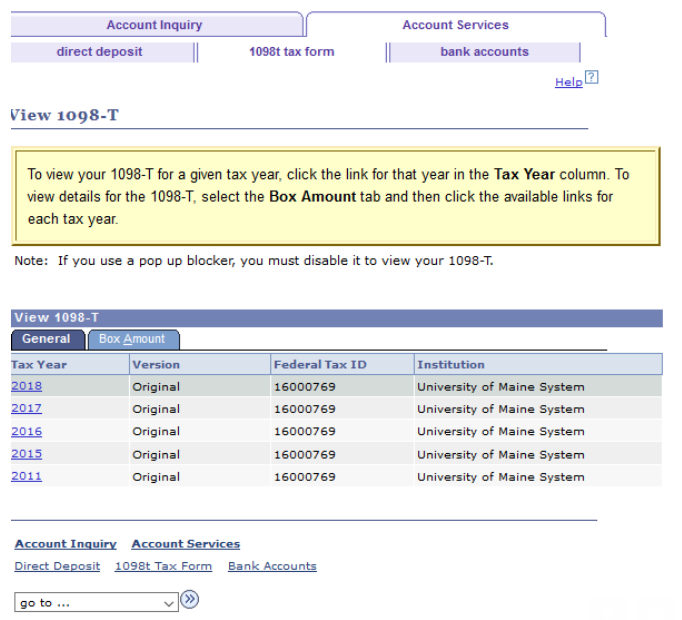 Account Inquiry Account Services
direct deposit 1098t tax form bank accounts
Help ?
View 1098-T
To view your 1098-T for a given tax year, click the link for that year in the Tax Year column. To
view details for the 1098-T, select the Box Amount tab and then click the available links for
each tax year.
Note: If you use a pop up blocker, you must disable it to view your 1098-T.
View 1098-T
General Box Amount
Tax Year Version Federal Tax ID Institution
2018 Original 16000769 University of Maine System
2017 Original 16000769 University of Maine System
2016 Original 16000769 University of Maine System
2015 Original 16000769 University of Maine System
2011 Original 16000769 University of Maine System
Account Inquiry Account Services
Direct Deposit 1098t Tax Form Bank Accounts
go to ...